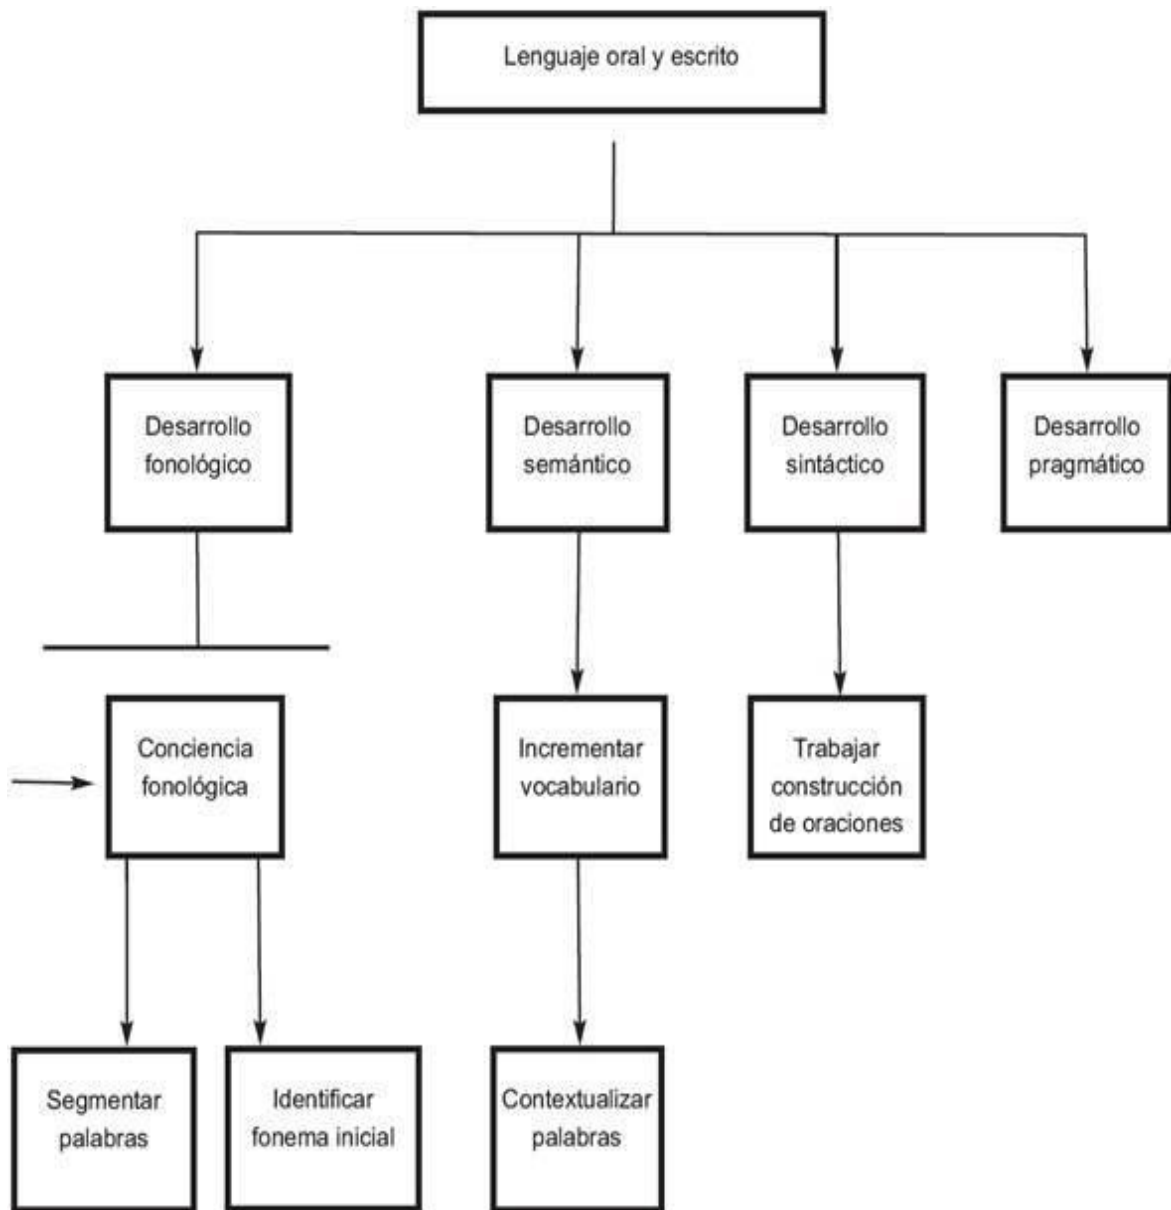 Lenguaje oral y escrito
Desarrollo
fonológico
Desarrollo
semántico
Desarrollo
sintáctico
Desarrollo
pragmático
Conciencia
fonológica
Incrementar
vocabulario
Trabajar
construcción
de oraciones
Segmentar
palabras
Identificar
fonema inicial
Contextualizar
palabras